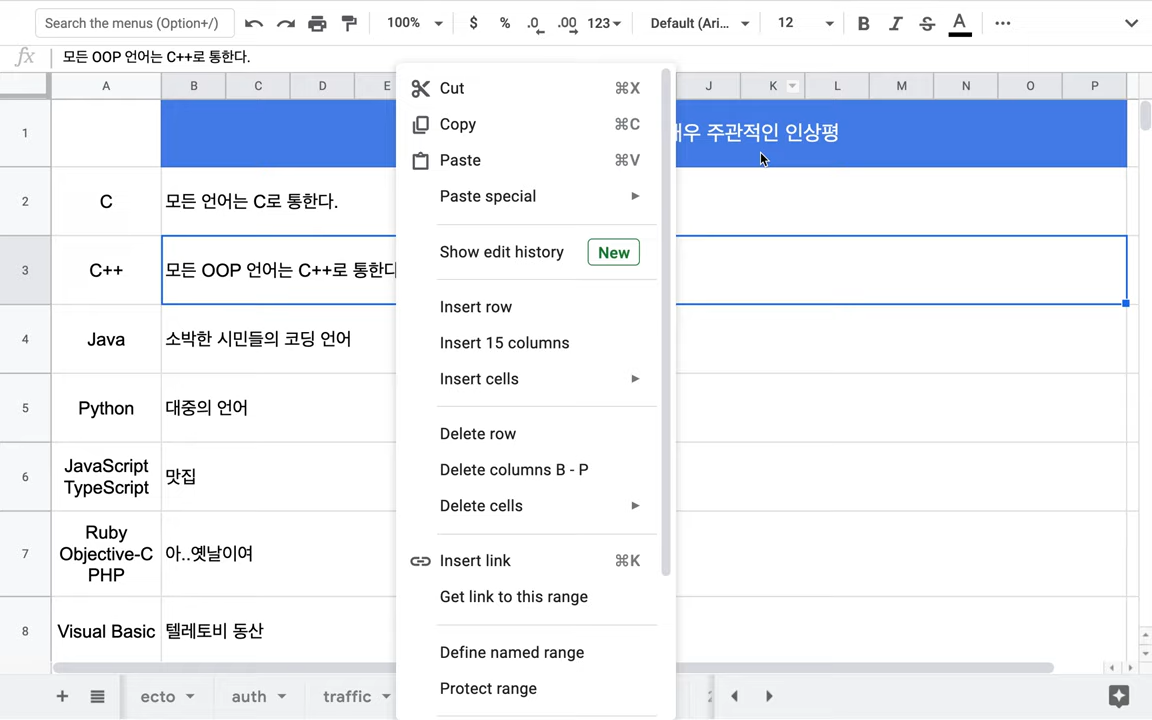 Search the menus (Option+/)
100%
$
%
.0
.00
123
Default (Ari...
12
B
I
S
A
fx
모든 OOP 언어는 C++로 통한다.
A
B
C
D
E
J
K
L
M
N
O
P
1
주관적인 인상평
2
C
모든 언어는 C로 통한다.
3
C++
모든 OOP 언어는 C++로 통한다
4
Java
소박한 시민들의 코딩 언어
5
Python
대중의 언어
6
JavaScript
TypeScript
맛집
7
Ruby
Objective-C
PHP
아..옛날이여
8
Visual Basic
텔레토비 동산
Cut ⌘X
Copy ⌘C
Paste ⌘V
Paste special
Show edit history New
Insert row
Insert 15 columns
Insert cells
Delete row
Delete columns B - P
Delete cells
Insert link ⌘K
Get link to this range
Define named range
Protect range
ecto
auth
traffic